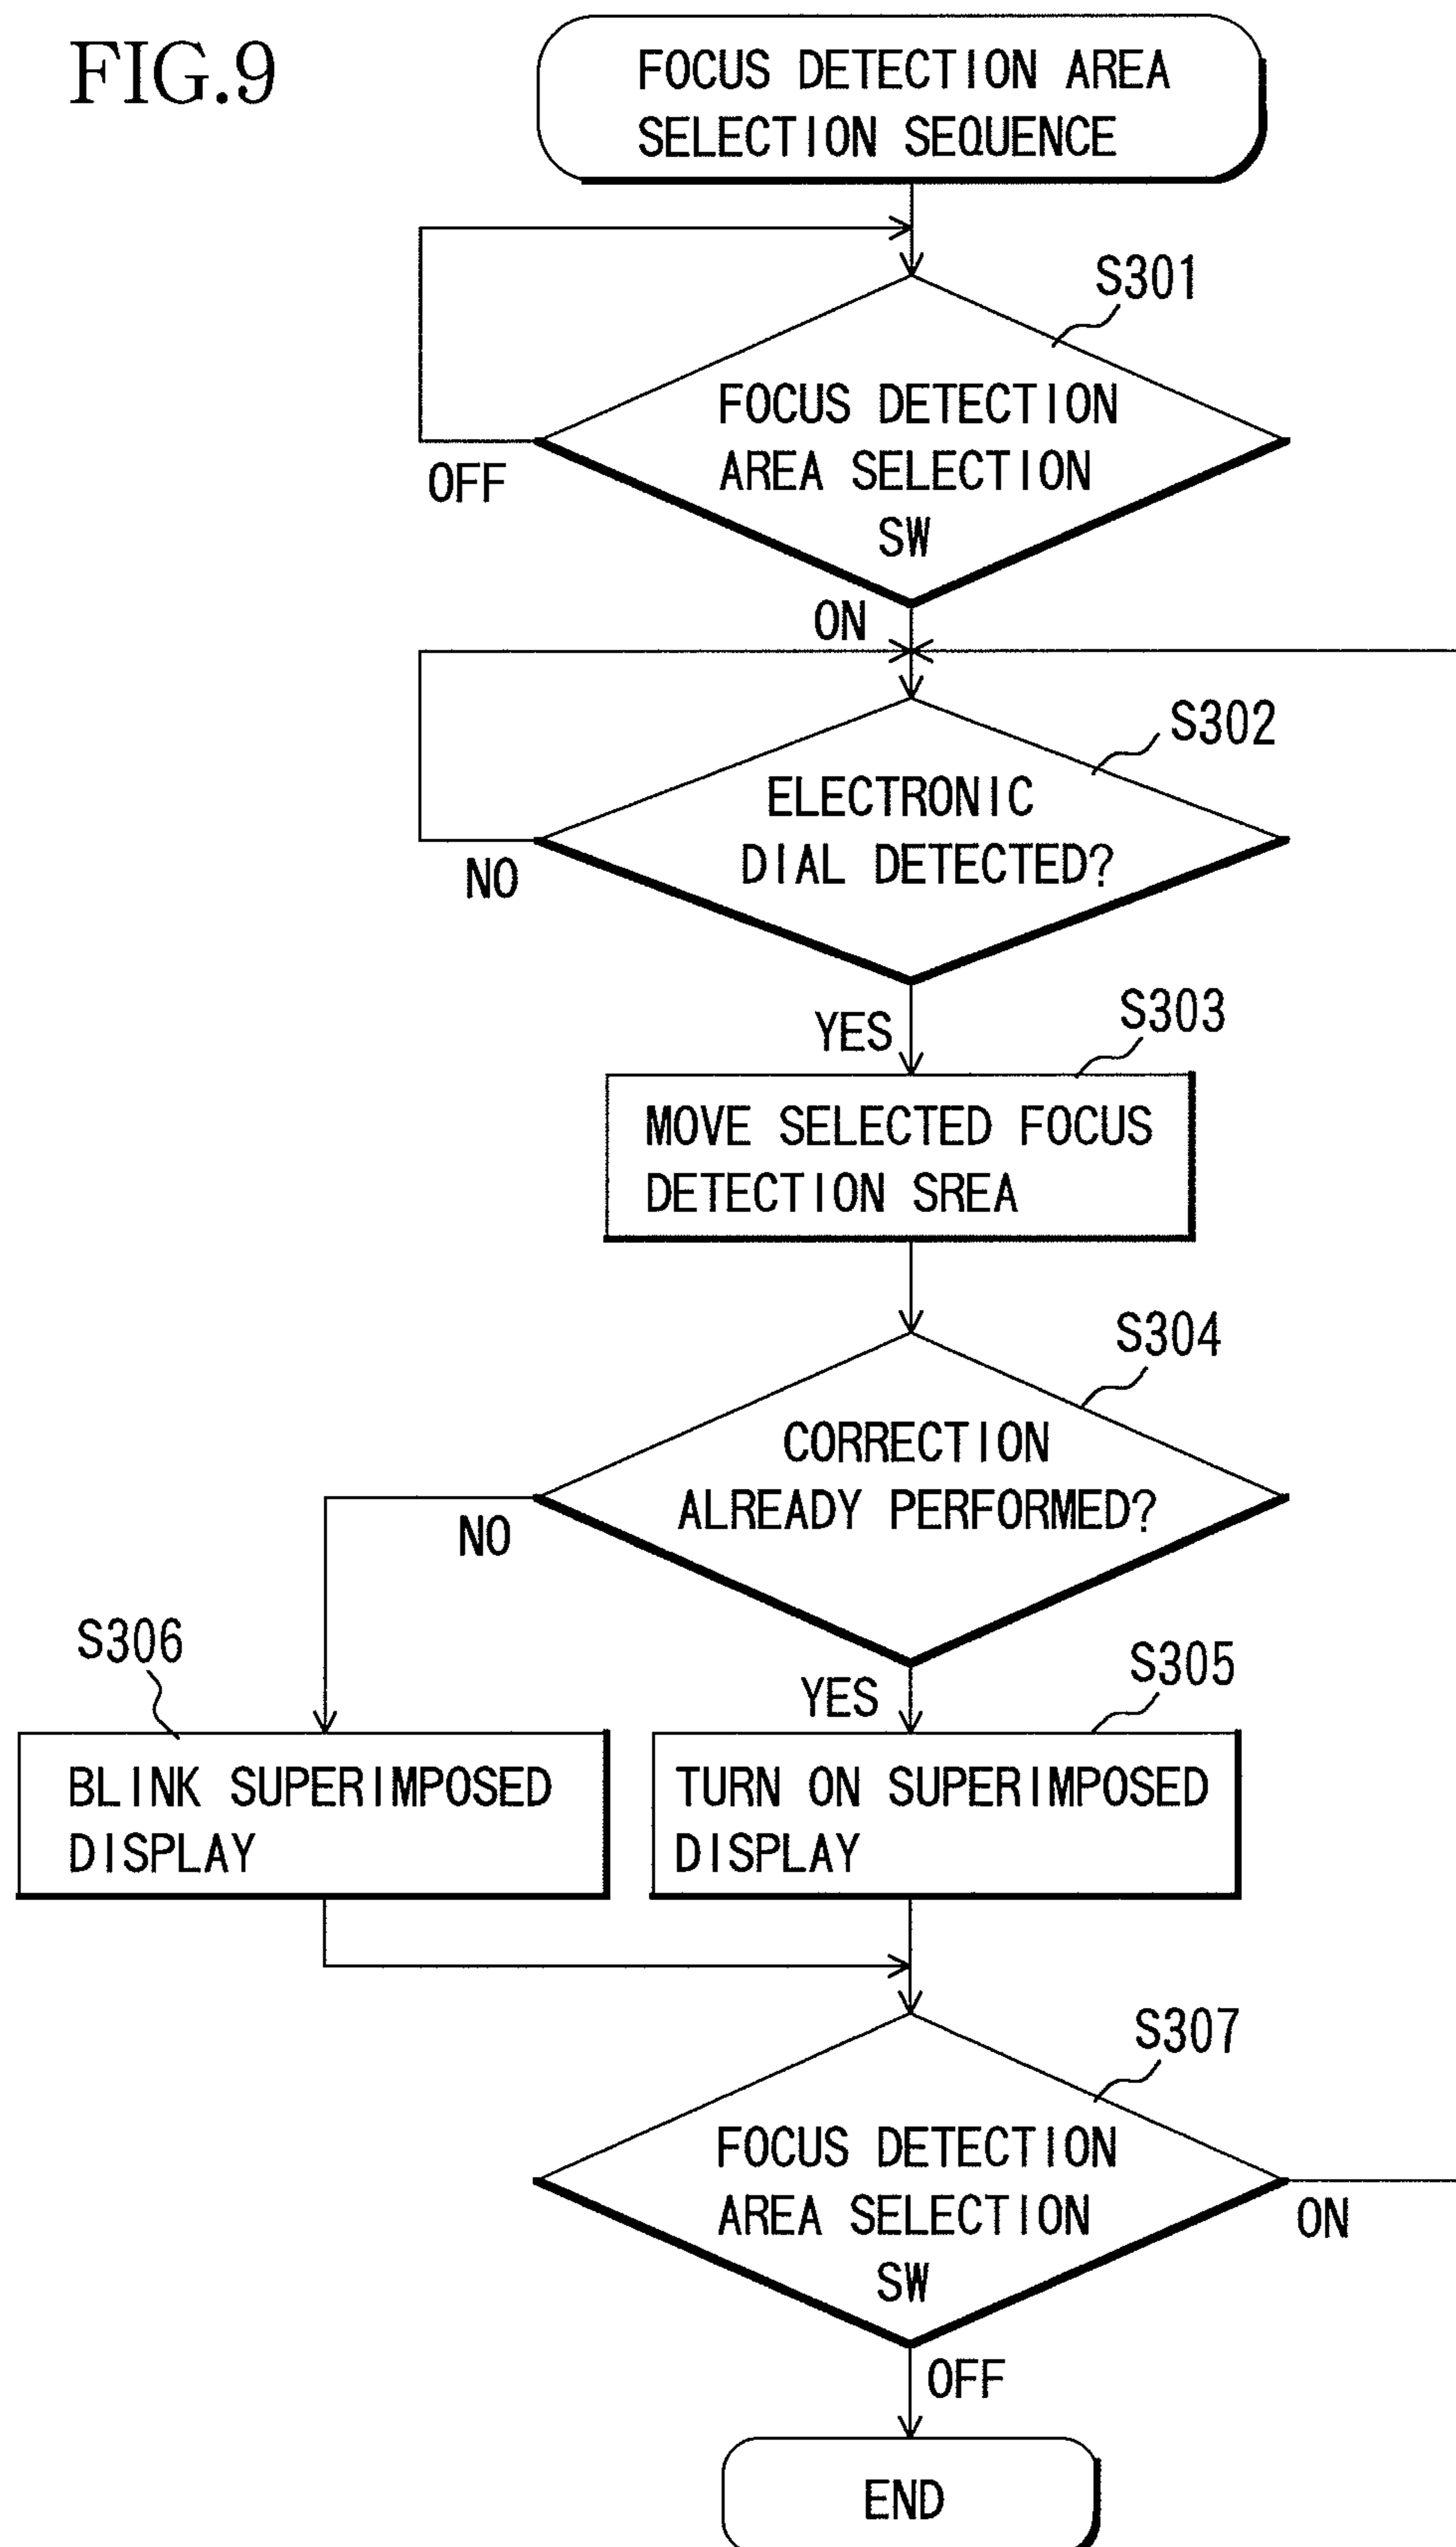 FIG.9
FOCUS DETECTION AREA
SELECTION SEQUENCE
S301
FOCUS DETECTION
AREA SELECTION
SW
OFF
ON
S302
ELECTRONIC
DIAL DETECTED?
NO
YES
S303
MOVE SELECTED FOCUS
DETECTION SREA
S304
CORRECTION
ALREADY PERFORMED?
NO
YES
S306
S305
BLINK SUPERIMPOSED
DISPLAY
TURN ON SUPERIMPOSED
DISPLAY
S307
FOCUS DETECTION
AREA SELECTION
SW
ON
OFF
END